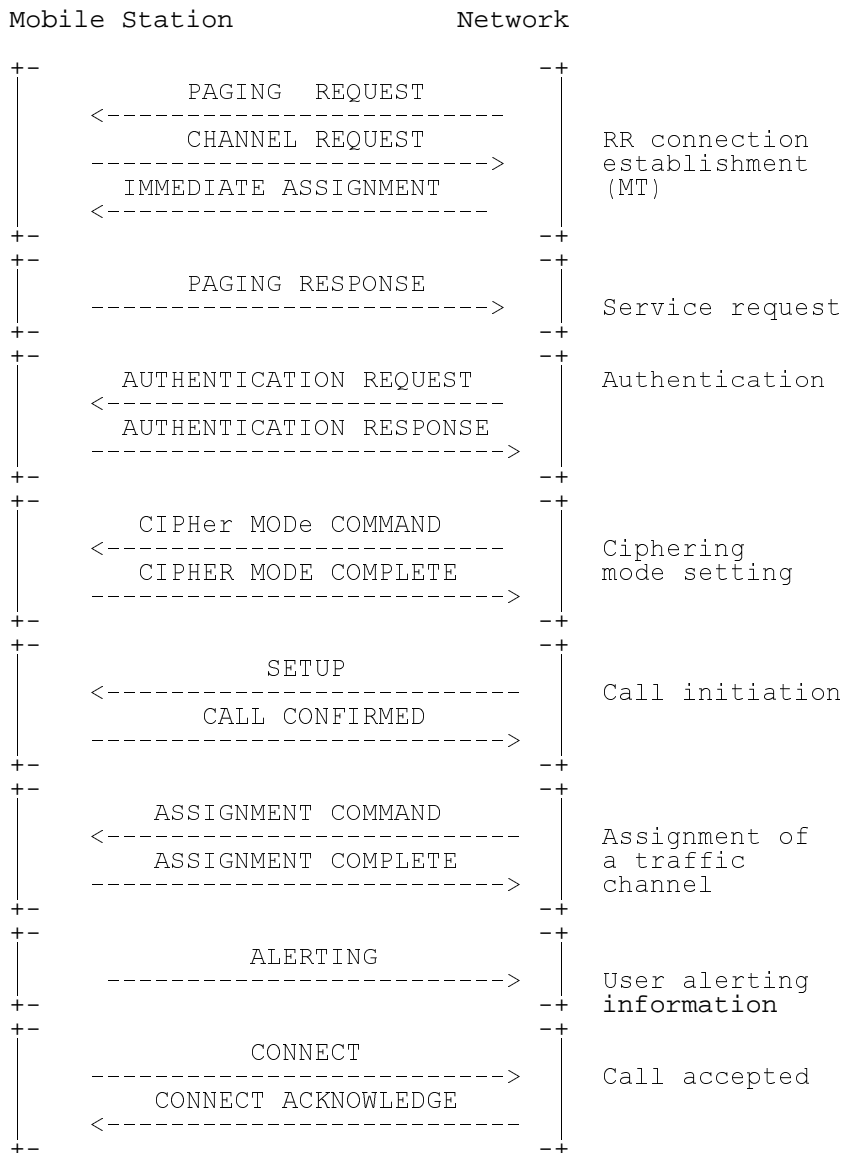 Mobile Station Network
PAGING REQUEST
CHANNEL REQUEST
RR connection
establishment
IMMEDIATE ASSIGNMENT
(MT)
PAGING RESPONSE
Service request
AUTHENTICATION REQUEST
Authentication
AUTHENTICATION RESPONSE
CIPHer MODe COMMAND
Ciphering
CIPHER MODE COMPLETE
mode setting
SETUP
Call initiation
CALL CONFIRMED
ASSIGNMENT COMMAND
Assignment of
ASSIGNMENT COMPLETE
a traffic
channel
ALERTING
User alerting
information
CONNECT
Call accepted
CONNECT ACKNOWLEDGE